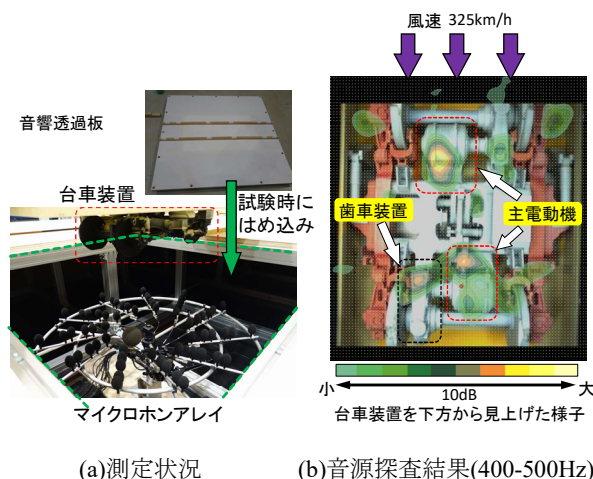 風速 325km/h
音響透過板
台車装置
試験時に
はめ込み
歯車装置
主電動機
小
大
10dB
マイクロホンアレイ
台車装置を下方から見上げた様子
(a)測定状況
(b)音源探査結果(400-500Hz)